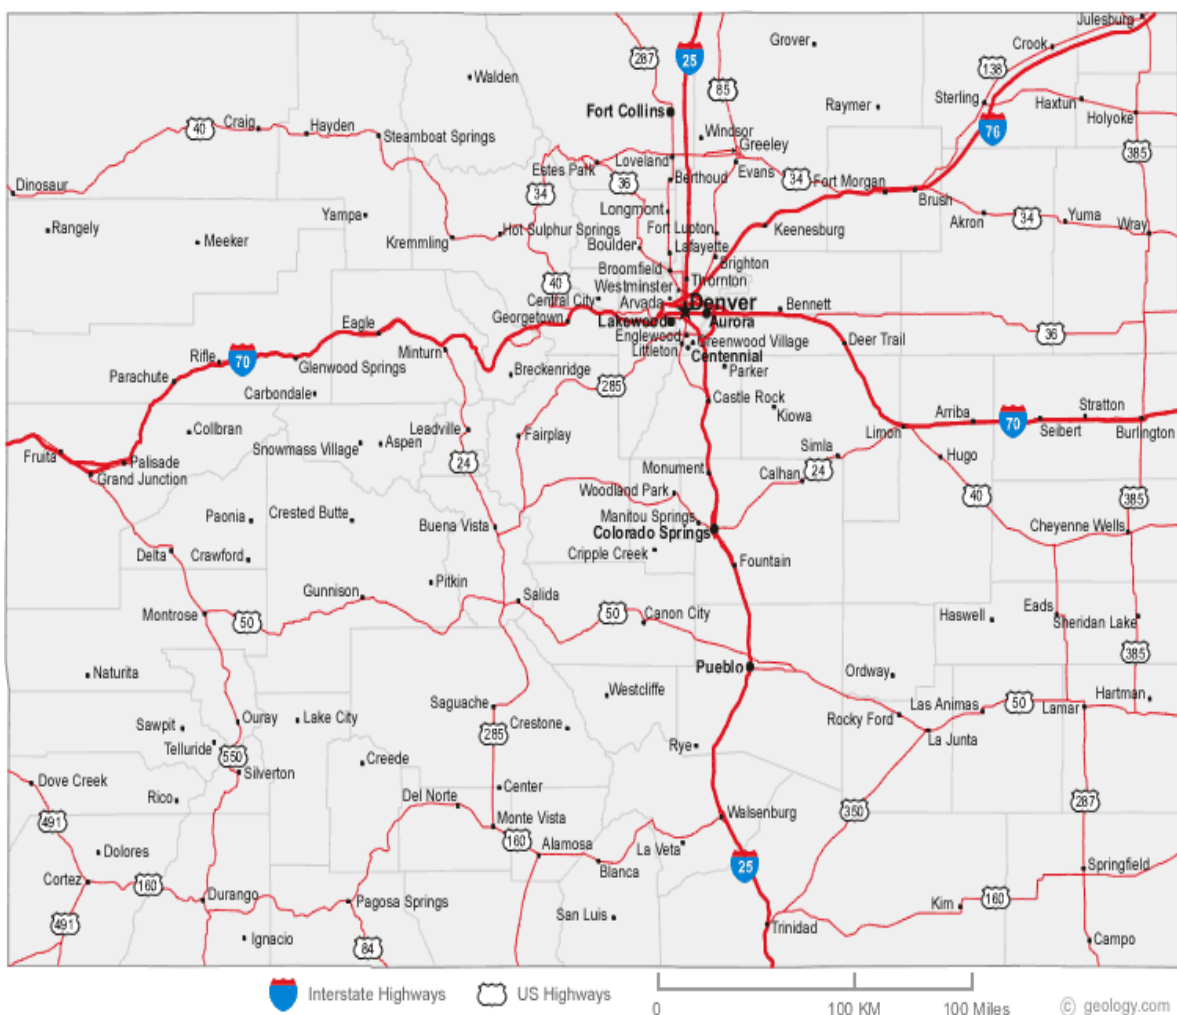 Julesburg
Grover
Crook
287
25
138
Walden
85
Sterling
Haxtun
Raymer
Fort Collins
Holyoke
76
Craig
40
Hayden
Steamboat Springs
Windsor
Greeley
385
Loveland
Estes Park
Evans
36
Berthoud
34
Fort Morgan
Dinosaur
34
Brush
Longmont
Yampa
Akron
34
Yuma
Rangely
Hot Sulphur Springs
Fort Lupton
Keenesburg
Wray
Meeker
Kremmling
Boulder
Lafayette
Broomfield
Brighton
40
Westminster
Thornton
Central City
Arvada
Denver
Bennett
Georgetown
Lakewood
Aurora
Eagle
Englewood
Greenwood Village
36
Deer Trail
Minturn
Littleton
Centennial
Rifle
70
Glenwood Springs
Breckenridge
Parker
Parachute
285
Carbondale
Castle Rock
Kiowa
Arriba
Stratton
Collbran
Leadville
Fairplay
Limon
70
Seibert
Burlington
Snowmass Village
Aspen
Simla
Fruita
Palisade
24
Monument
24
Hugo
Grand Junction
Calhan
Woodland Park
40
385
Paonia
Crested Butte
Buena Vista
Manitou Springs
Cheyenne Wells
Colorado Springs
Delta
Crawford
Cripple Creek
Fountain
Pitkin
Gunnison
Salida
Montrose
50
50
Canon City
Haswell
Eads
Sheridan Lake
385
Pueblo
Ordway
Naturita
Westcliffe
Hartman
Saguache
Las Animas
50
Lamar
Ouray
Lake City
Sawpit
Crestone
Rocky Ford
285
La Junta
Telluride
Rye
550
Creede
Silverton
Dove Creek
Center
Rico
Del Norte
287
491
Monte Vista
350
Walsenburg
160
Alamosa
La Veta
Dolores
Blanca
25
Springfield
Cortez
160
Durango
Pagosa Springs
160
Kim
San Luis
491
Trinidad
Ignacio
84
Campo
Interstate Highways
US Highways
0
100 KM
100 Miles
© geology.com